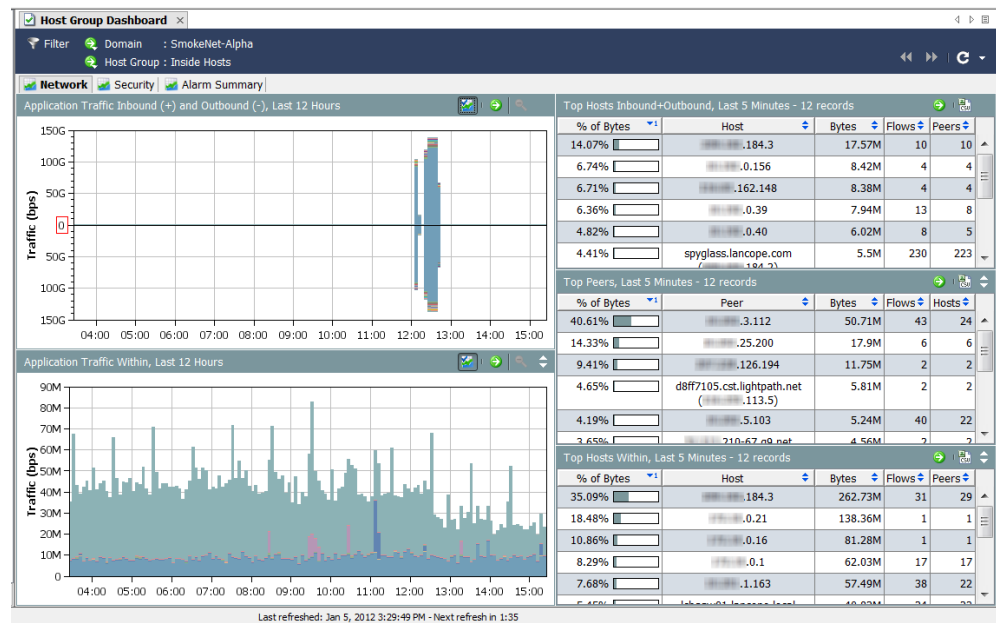 Host Group Dashboard ×
Filter Domain : SmokeNet-Alpha
Host Group : Inside Hosts
Network Security Alarm Summary
Application Traffic Inbound (+) and Outbound (-), Last 12 Hours
150G
100G
50G
0
50G
100G
150G
Traffic (bps)
04:00 05:00 06:00 07:00 08:00 09:00 10:00 11:00 12:00 13:00 14:00 15:00
Application Traffic Within, Last 12 Hours
90M
80M
70M
60M
50M
40M
30M
20M
10M
0
Traffic (bps)
04:00 05:00 06:00 07:00 08:00 09:00 10:00 11:00 12:00 13:00 14:00 15:00
Top Hosts Inbound+Outbound, Last 5 Minutes - 12 records
% of Bytes 1 Host Bytes Flows Peers
14.07% .184.3 17.57M 10 10
6.74% .0.156 8.42M 4 4
6.71% .162.148 8.38M 4 4
6.36% .0.39 7.94M 13 8
4.82% .0.40 6.02M 8 5
4.41% spyglass.lancope.com 5.5M 230 223
184.2)
Top Peers, Last 5 Minutes - 12 records
% of Bytes 1 Peer Bytes Flows Hosts
40.61% .3.112 50.71M 43 24
14.33% .25.200 17.9M 6 6
9.41% .126.194 11.75M 2 2
4.65% d8ff7105.cst.lightpath.net 5.81M 2 2
( .113.5)
4.19% .5.103 5.24M 40 22
3.65% 210-67.q9.net 4.56M 2 2
Top Hosts Within, Last 5 Minutes - 12 records
% of Bytes 1 Host Bytes Flows Peers
35.09% .184.3 262.73M 31 29
18.48% .0.21 138.36M 1 1
10.86% .0.16 81.28M 1 1
8.29% .0.1 62.03M 17 17
7.68% .1.163 57.49M 38 22
Last refreshed: Jan 5, 2012 3:29:49 PM - Next refresh in 1:35